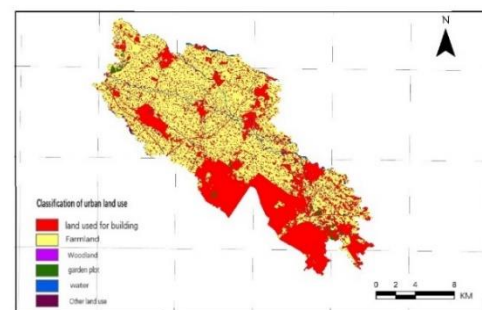 N
Classification of urban land use
land used for building
Farmland
Woodland
garden plot
water
Other land use
0 2 4 8
KM